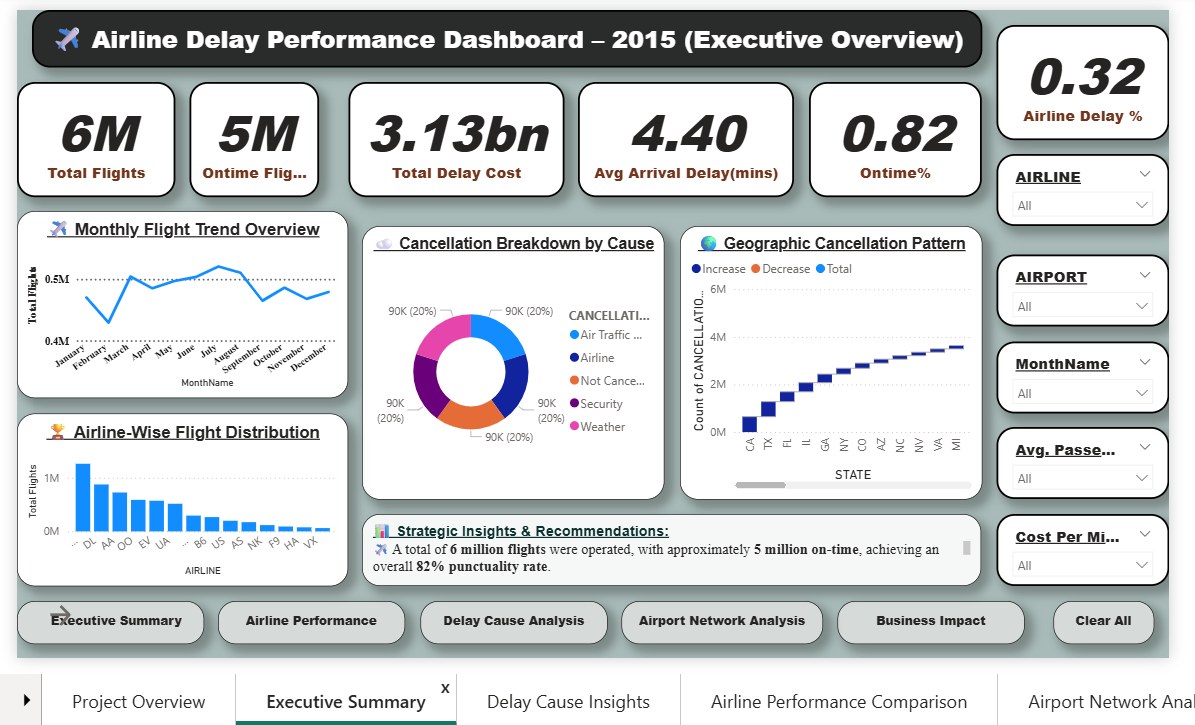 Airline Delay Performance Dashboard – 2015 (Executive Overview)
0.32
Airline Delay %
6M
Total Flights
5M
Ontime Flig...
3.13bn
Total Delay Cost
4.40
Avg Arrival Delay(mins)
0.82
Ontime%
AIRLINE
All
AIRPORT
All
MonthName
All
Avg. Passe...
All
Cost Per Mi...
All
Monthly Flight Trend Overview
Total Flights
0.5M
0.4M
January
February
March
April
May
June
July
August
September
October
November
December
MonthName
Cancellation Breakdown by Cause
90K (20%)
90K (20%)
90K
(20%)
90K
(20%)
90K (20%)
CANCELLATI...
Air Traffic ...
Airline
Not Cance...
Security
Weather
Geographic Cancellation Pattern
Increase
Decrease
Total
Count of CANCELLATIO...
6M
4M
2M
0M
CA
TX
FL
IL
GA
NY
CO
AZ
NC
NV
VA
MI
STATE
Airline-Wise Flight Distribution
Total Flights
1M
0M
...
DL
AA
OO
EV
UA
...
B6
US
AS
NK
F9
HA
VX
AIRLINE
Strategic Insights & Recommendations:
A total of 6 million flights were operated, with approximately 5 million on-time, achieving an
overall 82% punctuality rate.
Executive Summary
Airline Performance
Delay Cause Analysis
Airport Network Analysis
Business Impact
Clear All
Project Overview
Executive Summary
x
Delay Cause Insights
Airline Performance Comparison
Airport Network Anal